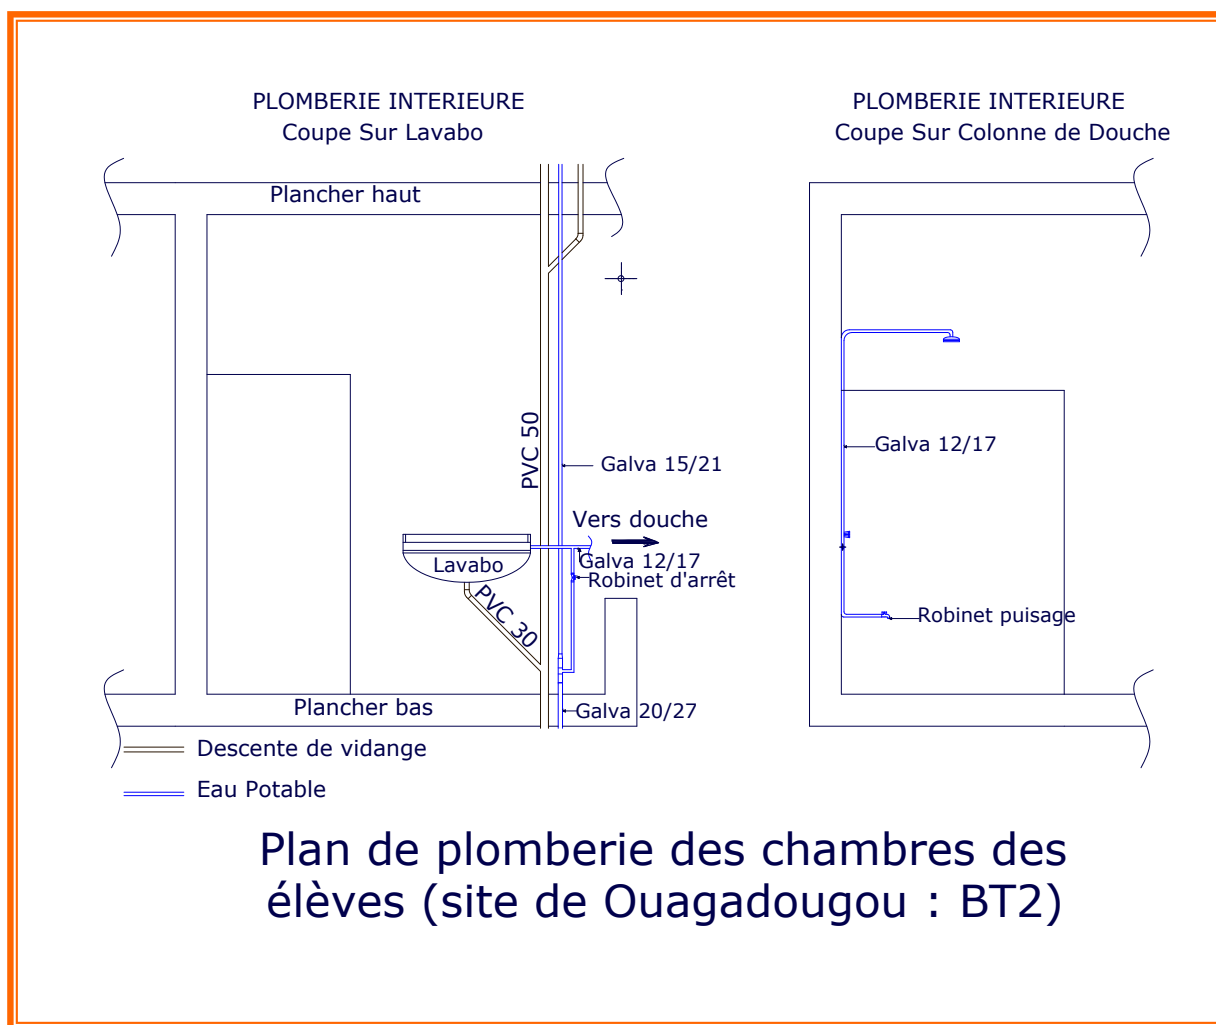 PLOMBERIE INTERIEURE
Coupe Sur Lavabo
Plancher haut
PVC 50
Galva 15/21
Vers douche
Galva 12/17
Robinet d'arrêt
Lavabo
PVC 30
Galva 20/27
Plancher bas
Descente de vidange
Eau Potable
PLOMBERIE INTERIEURE
Coupe Sur Colonne de Douche
Galva 12/17
Robinet puisage
Plan de plomberie des chambres des
élèves (site de Ouagadougou : BT2)